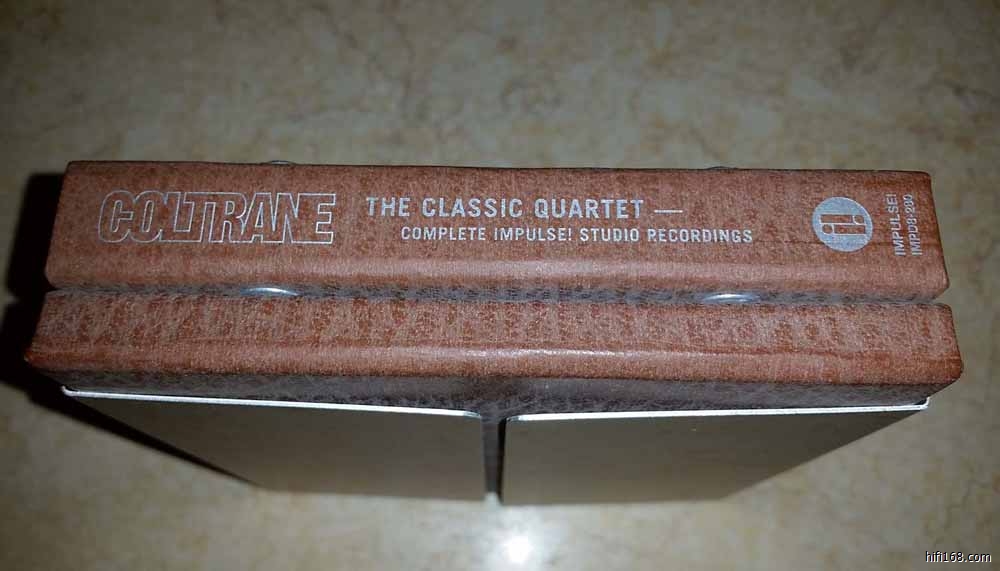 COLTRANE
THE CLASSIC QUARTET —
COMPLETE IMPULSE! STUDIO RECORDINGS
IMPULSE!
IMPD8-280
hifi168.com